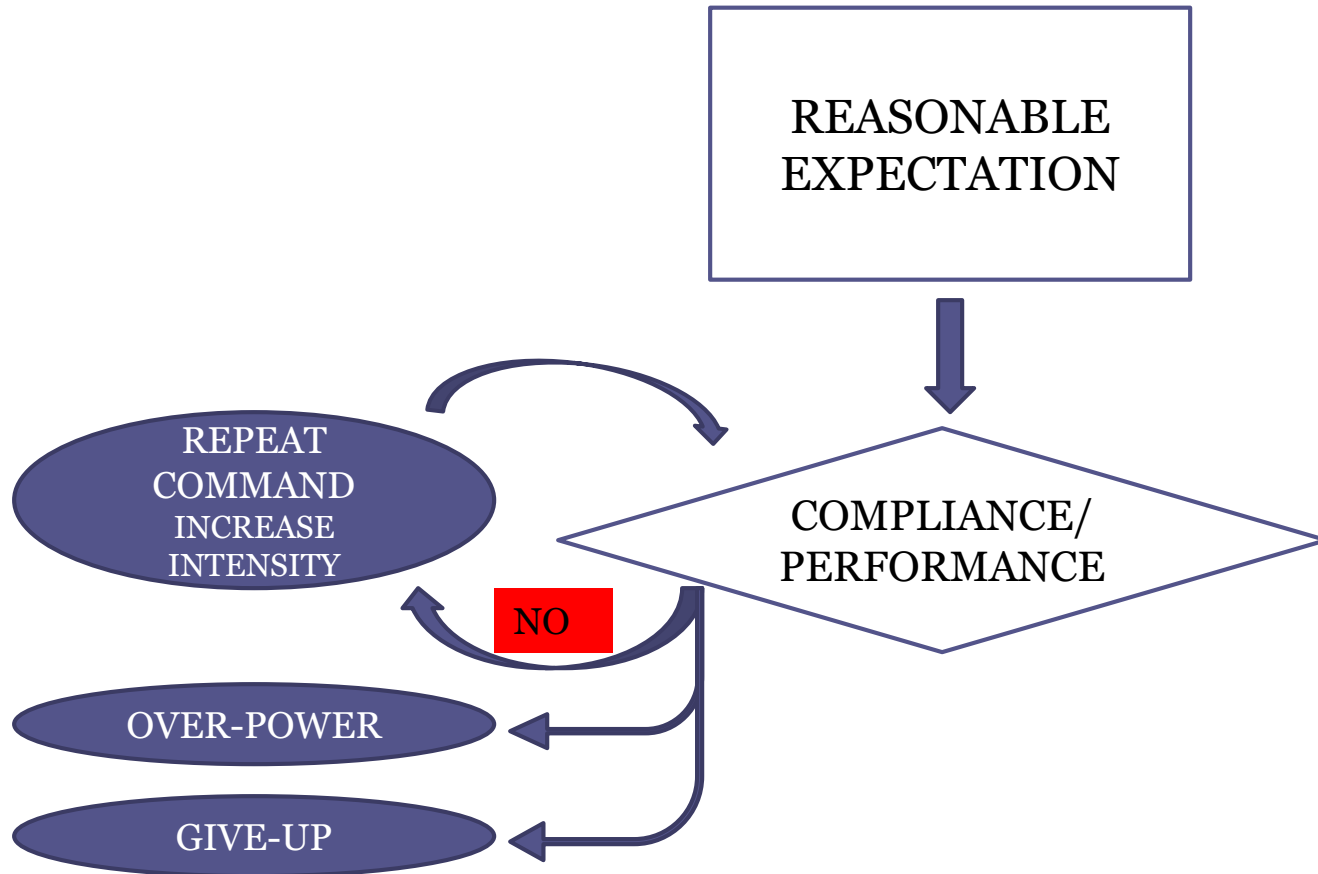 REASONABLE
EXPECTATION
REPEAT
COMMAND
INCREASE
INTENSITY
COMPLIANCE/
PERFORMANCE
NO
OVER-POWER
GIVE-UP